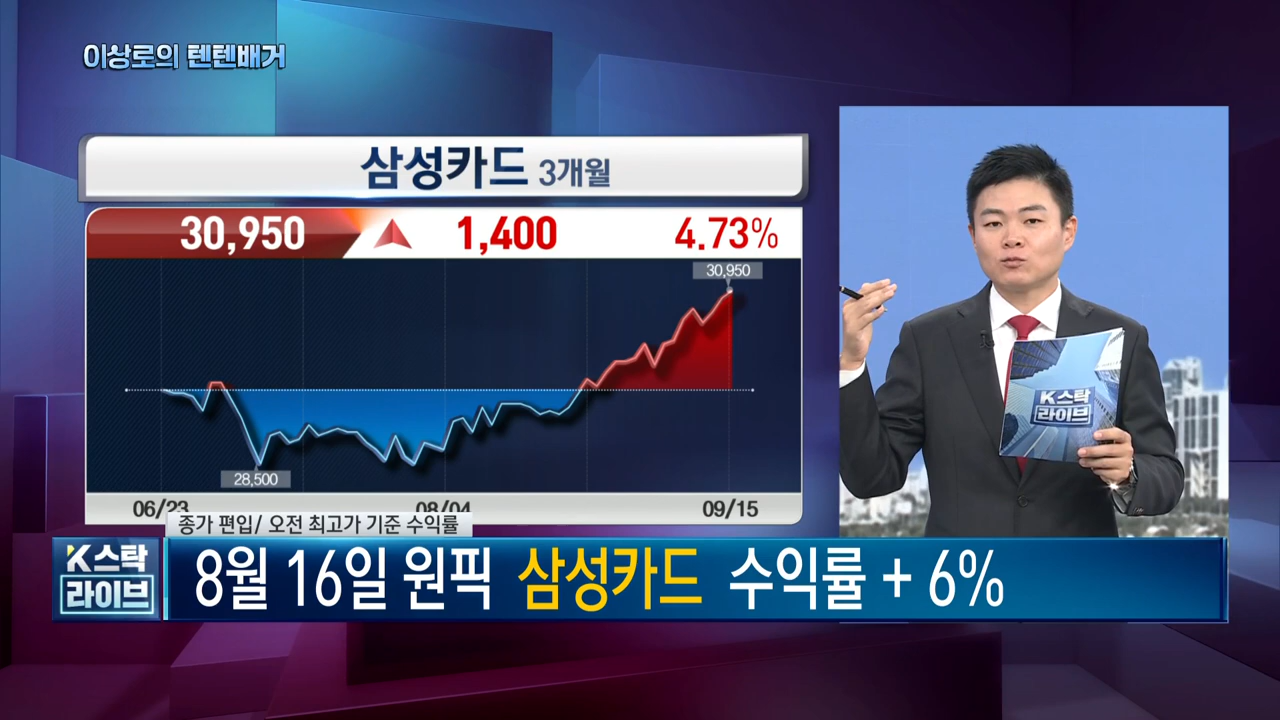 이상로의 텐텐배거
삼성카드 3개월
30,950 1,400 4.73%
30,950
28,500
06/23 08/04 09/15
종가 편입/ 오전 최고가 기준 수익률
K스탁
라이브
8월 16일 원픽 삼성카드 수익률 + 6%
K스탁
라이브